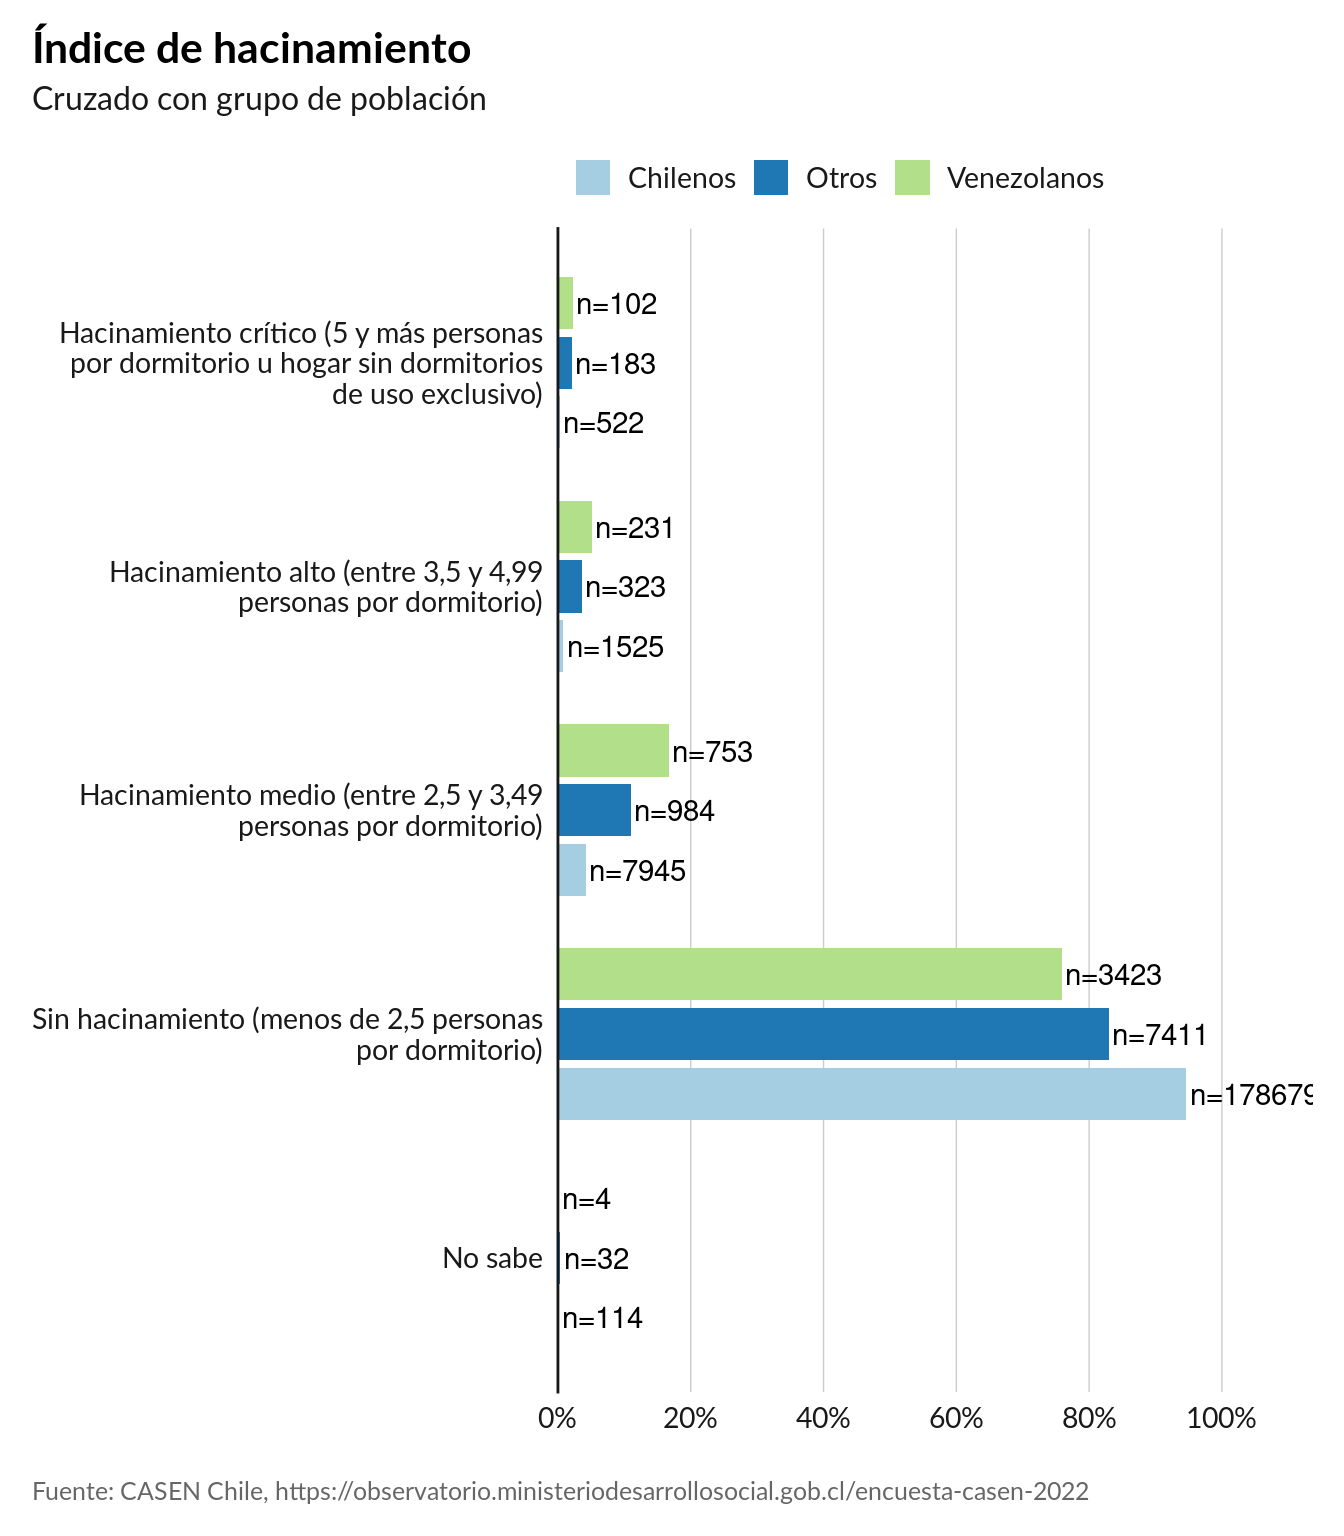 Índice de hacinamiento
Cruzado con grupo de población
Chilenos Otros Venezolanos
Hacinamiento crítico (5 y más personas
por dormitorio u hogar sin dormitorios
de uso exclusivo)
n=102
n=183
n=522
Hacinamiento alto (entre 3,5 y 4,99
personas por dormitorio)
n=231
n=323
n=1525
Hacinamiento medio (entre 2,5 y 3,49
personas por dormitorio)
n=753
n=984
n=7945
Sin hacinamiento (menos de 2,5 personas
por dormitorio)
n=3423
n=7411
n=178679
No sabe
n=4
n=32
n=114
0% 20% 40% 60% 80% 100%
Fuente: CASEN Chile, https://observatorio.ministeriodesarrollosocial.gob.cl/encuesta-casen-2022